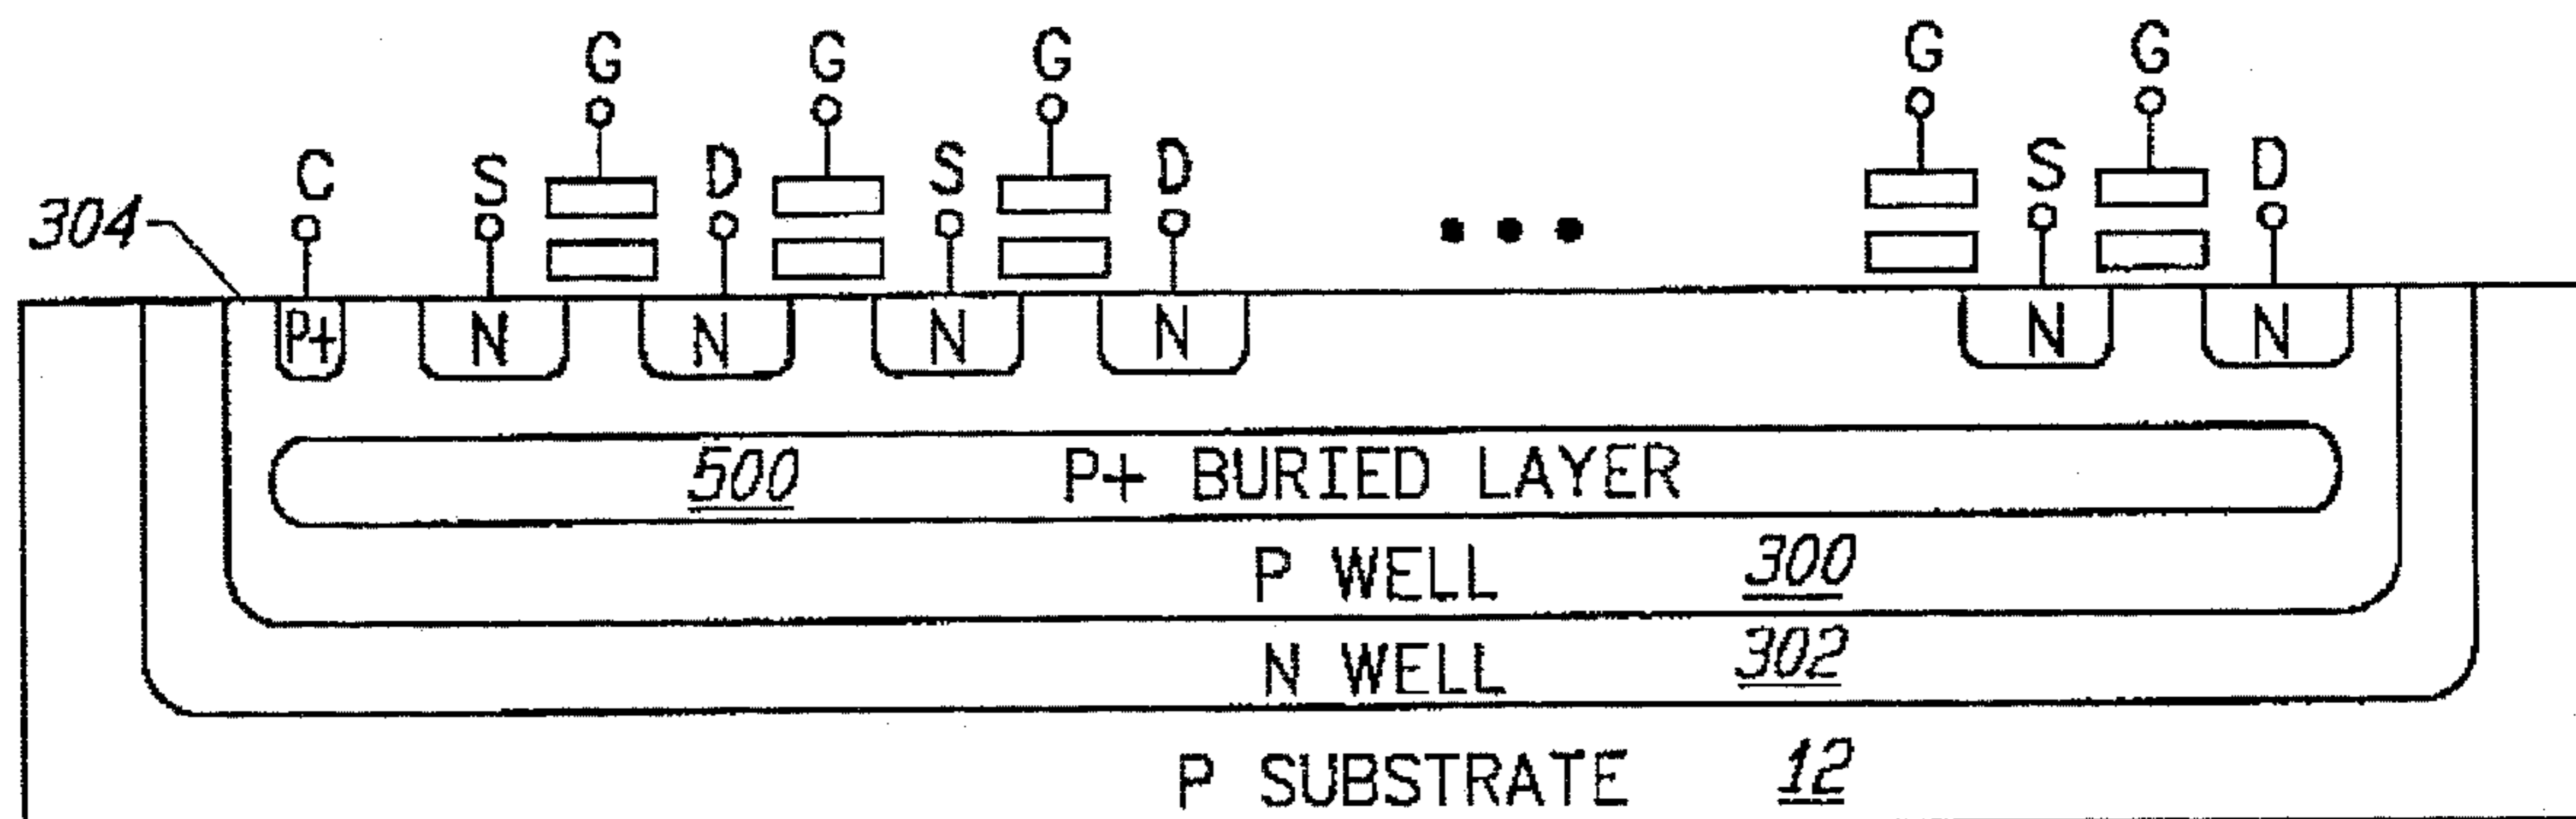 G G G G G
C S D S D S D
304
P+ N N N N N N
500 P+ BURIED LAYER
P WELL 300
N WELL 302
P SUBSTRATE 12